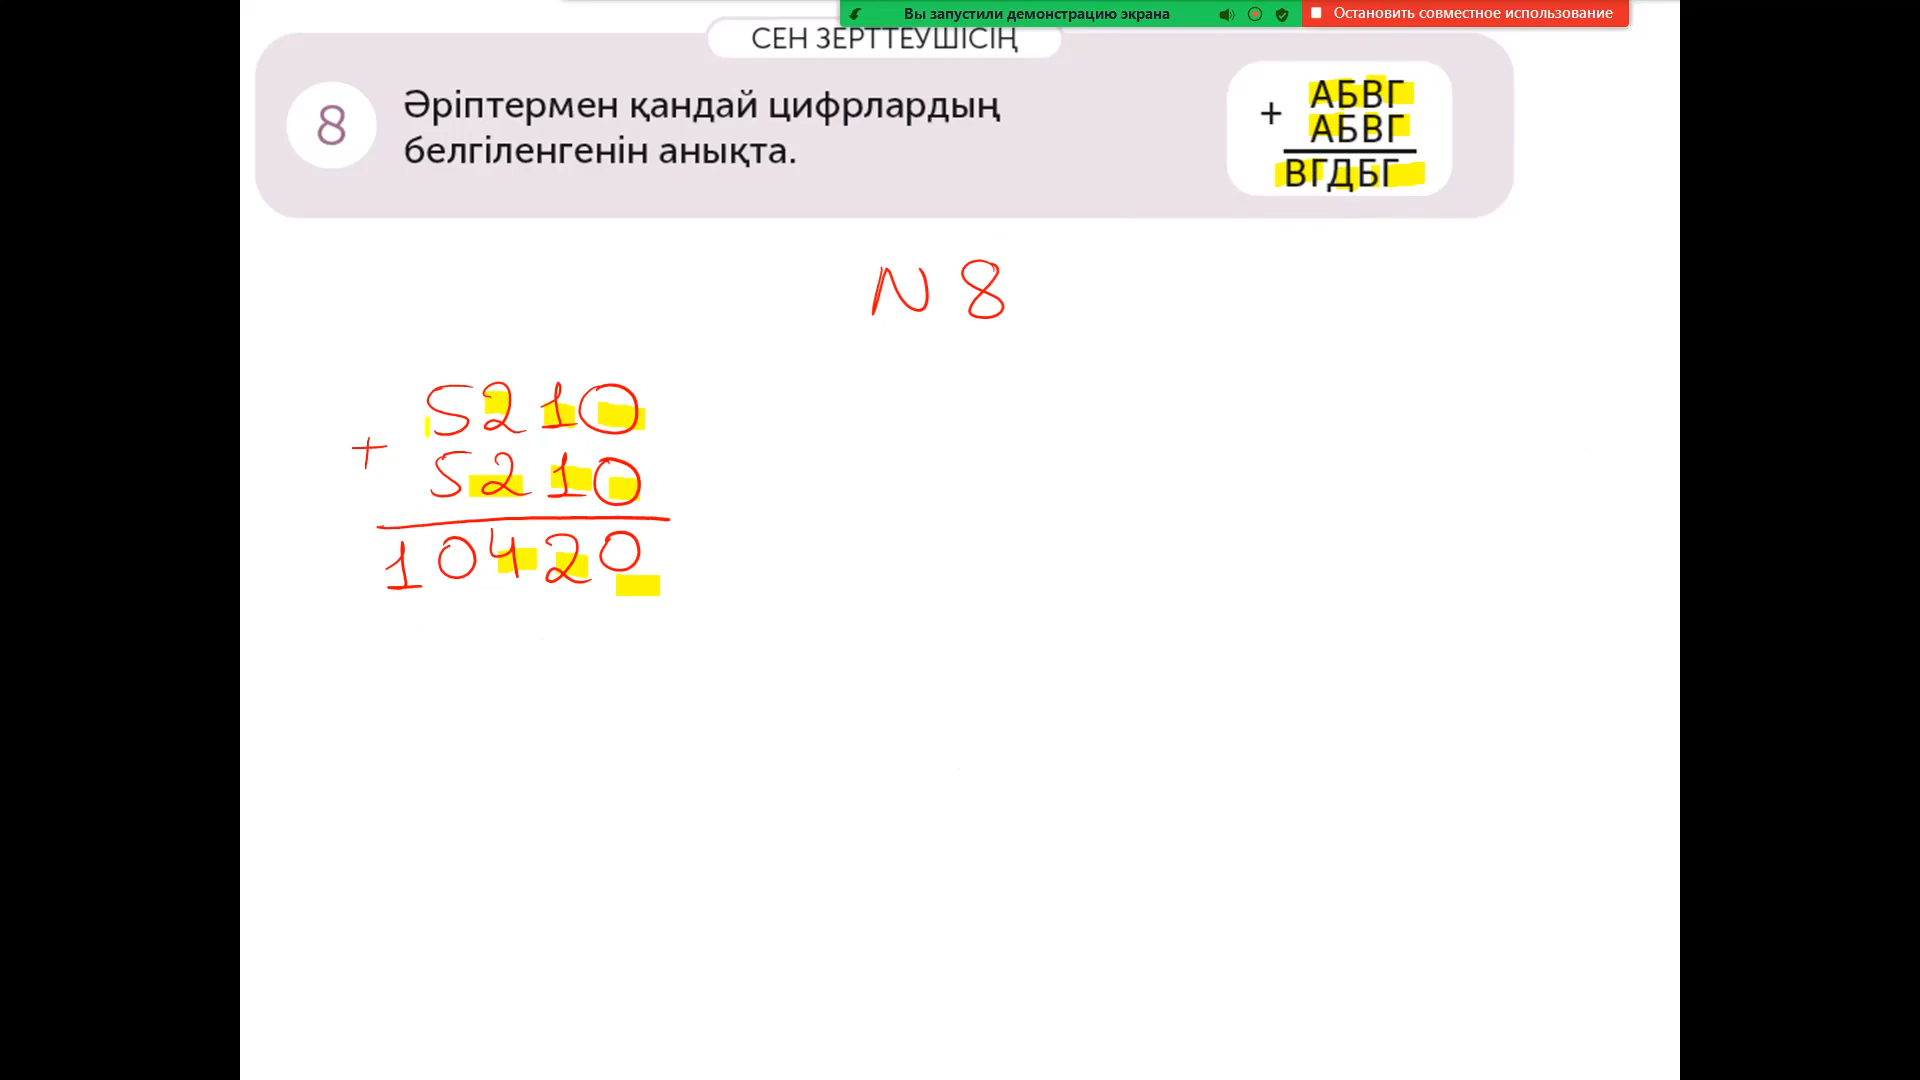 Вы запустили демонстрацию экрана Остановить совместное использование
СЕН ЗЕРТТЕУШІСІҢ
8 Әріптермен қандай цифрлардың
белгіленгенін анықта.
+ АБВГ
АБВГ
ВГДБГ
N 8
5210
+
5210
10420